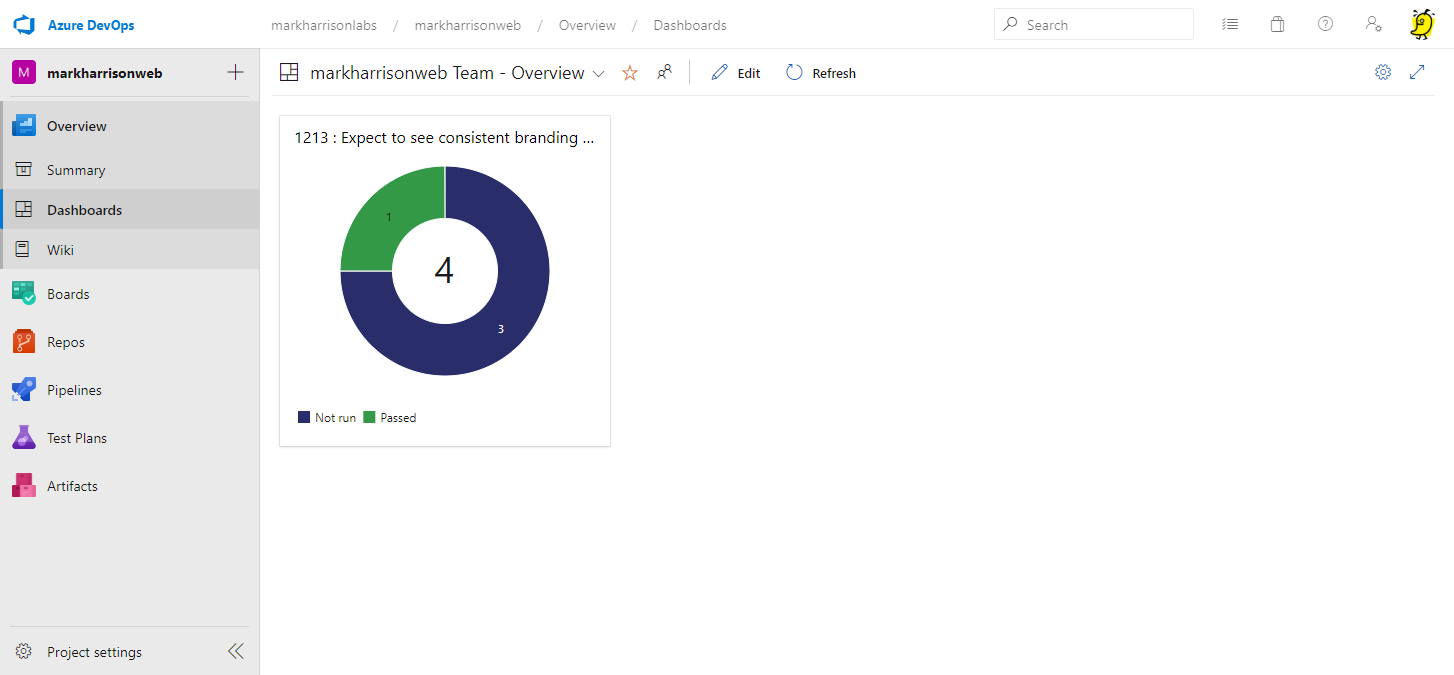 Azure DevOps
markharrisonlabs / markharrisonweb / Overview / Dashboards
Search
M markharrisonweb
markharrisonweb Team - Overview
Edit
Refresh
Overview
Summary
Dashboards
Wiki
Boards
Repos
Pipelines
Test Plans
Artifacts
Project settings
1213 : Expect to see consistent branding ...
1
4
3
Not run Passed